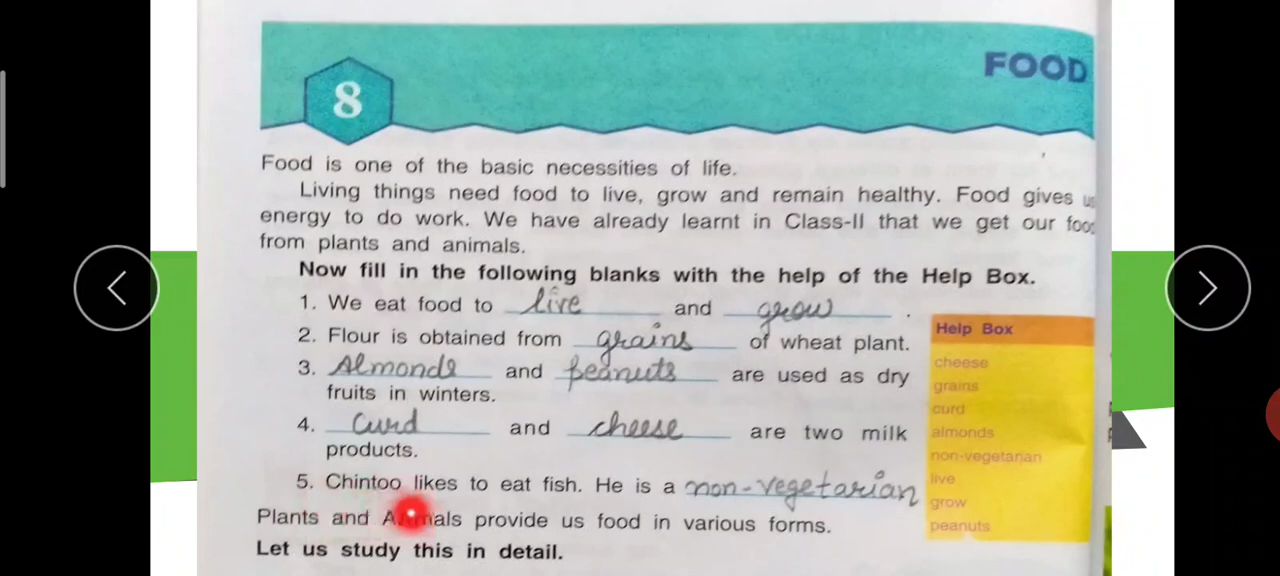 FOOD
8
Food is one of the basic necessities of life.
Living things need food to live, grow and remain healthy. Food gives us
energy to do work. We have already learnt in Class-II that we get our food
from plants and animals.
Now fill in the following blanks with the help of the Help Box.
1. We eat food to live and grow .
2. Flour is obtained from grains of wheat plant.
3. Almonds and peanuts are used as dry
fruits in winters.
4. Curd and cheese are two milk
products.
5. Chintoo likes to eat fish. He is a non-vegetarian
Plants and Animals provide us food in various forms.
Let us study this in detail.
Help Box
cheese
grains
curd
almonds
non-vegetarian
live
grow
peanuts